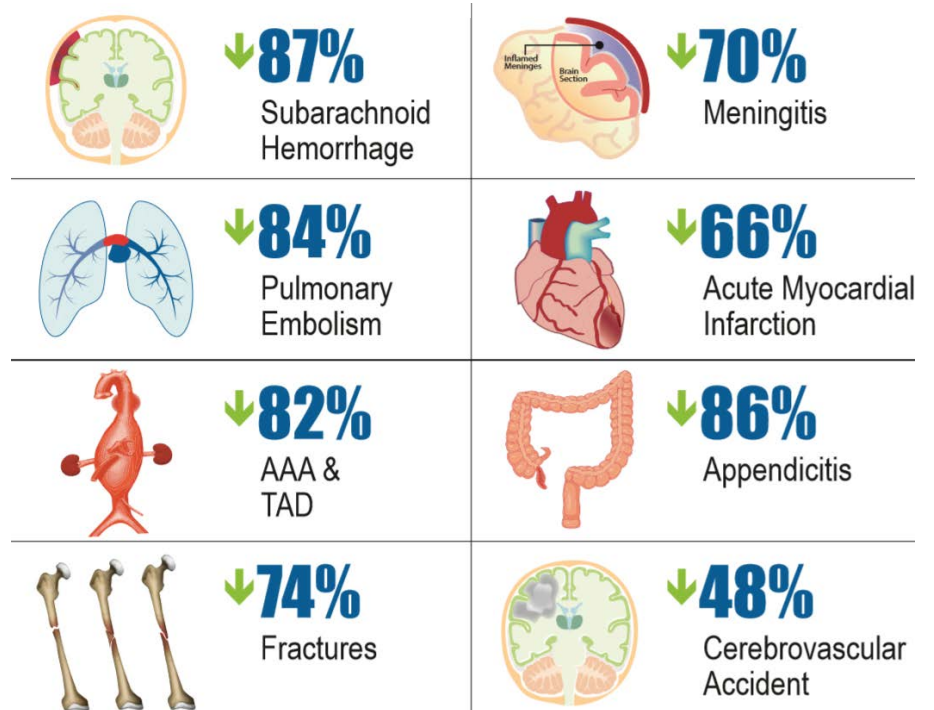 87%
Subarachnoid
Hemorrhage
Inflamed
Meninges
Brain
Section
70%
Meningitis
84%
Pulmonary
Embolism
66%
Acute Myocardial
Infarction
82%
AAA &
TAD
86%
Appendicitis
74%
Fractures
48%
Cerebrovascular
Accident